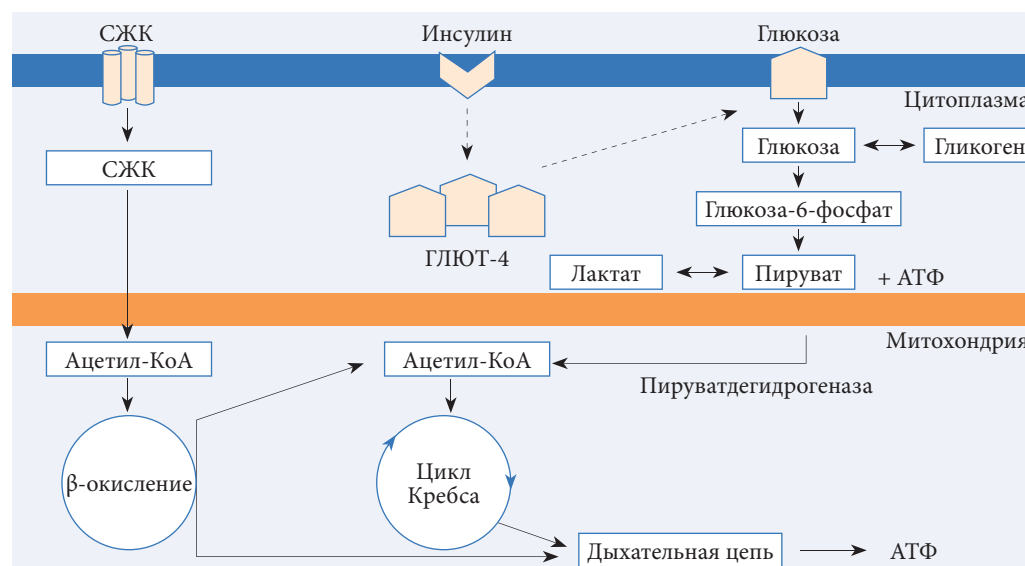 СЖК
Инсулин
Глюкоза
Цитоплазма
Глюкоза
Гликоген
СЖК
Глюкоза-6-фосфат
ГЛЮТ-4
Лактат
Пируват
+ АТФ
Митохондрия
Ацетил-КоА
Ацетил-КоА
Пируватдегидрогеназа
β-окисление
Цикл
Кребса
Дыхательная цепь
АТФ